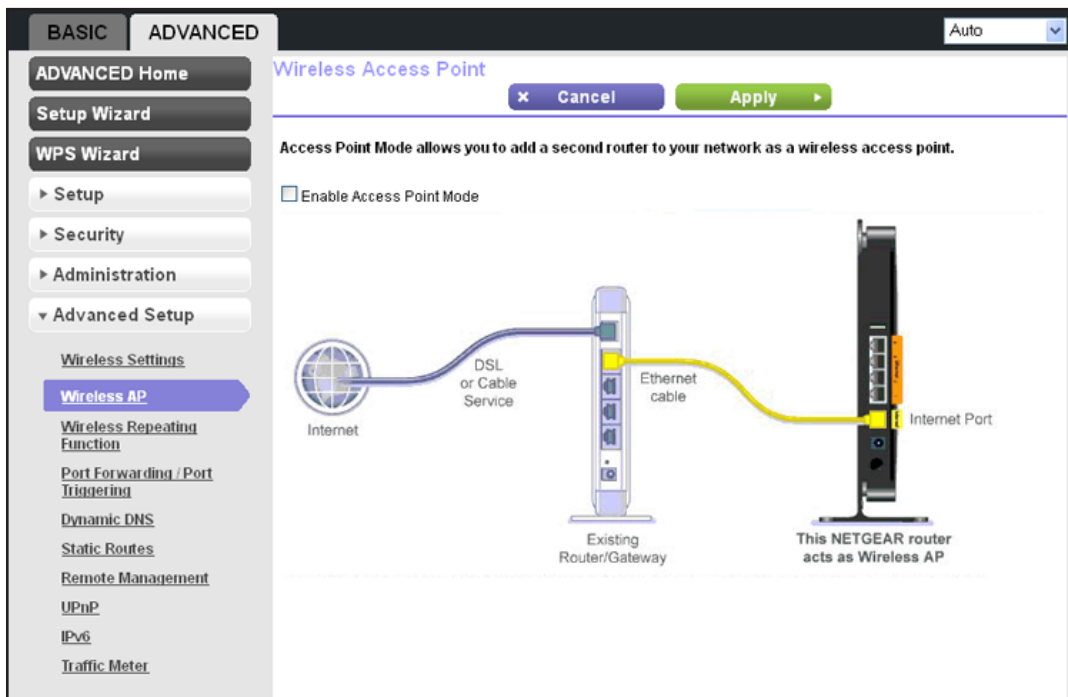 BASIC
ADVANCED
Auto
ADVANCED Home
Setup Wizard
WPS Wizard
Setup
Security
Administration
Advanced Setup
Wireless Settings
Wireless AP
Wireless Repeating
Function
Port Forwarding / Port
Triggering
Dynamic DNS
Static Routes
Remote Management
UPnP
IPv6
Traffic Meter
Wireless Access Point
Cancel
Apply
Access Point Mode allows you to add a second router to your network as a wireless access point.
Enable Access Point Mode
Internet
DSL
or Cable
Service
Ethernet
cable
Internet Port
Existing
Router/Gateway
This NETGEAR router
acts as Wireless AP